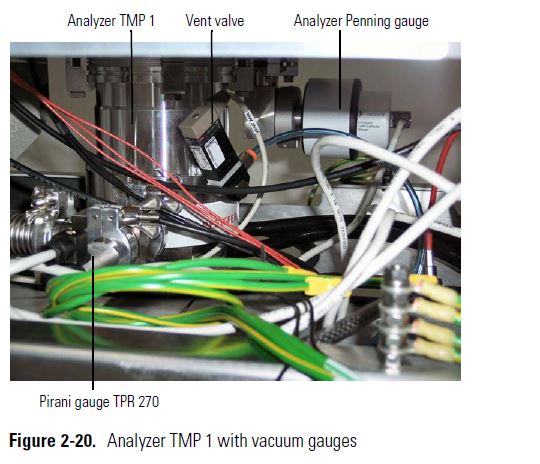 Analyzer TMP 1 Vent valve Analyzer Penning gauge
Pirani gauge TPR 270
Figure 2-20. Analyzer TMP 1 with vacuum gauges